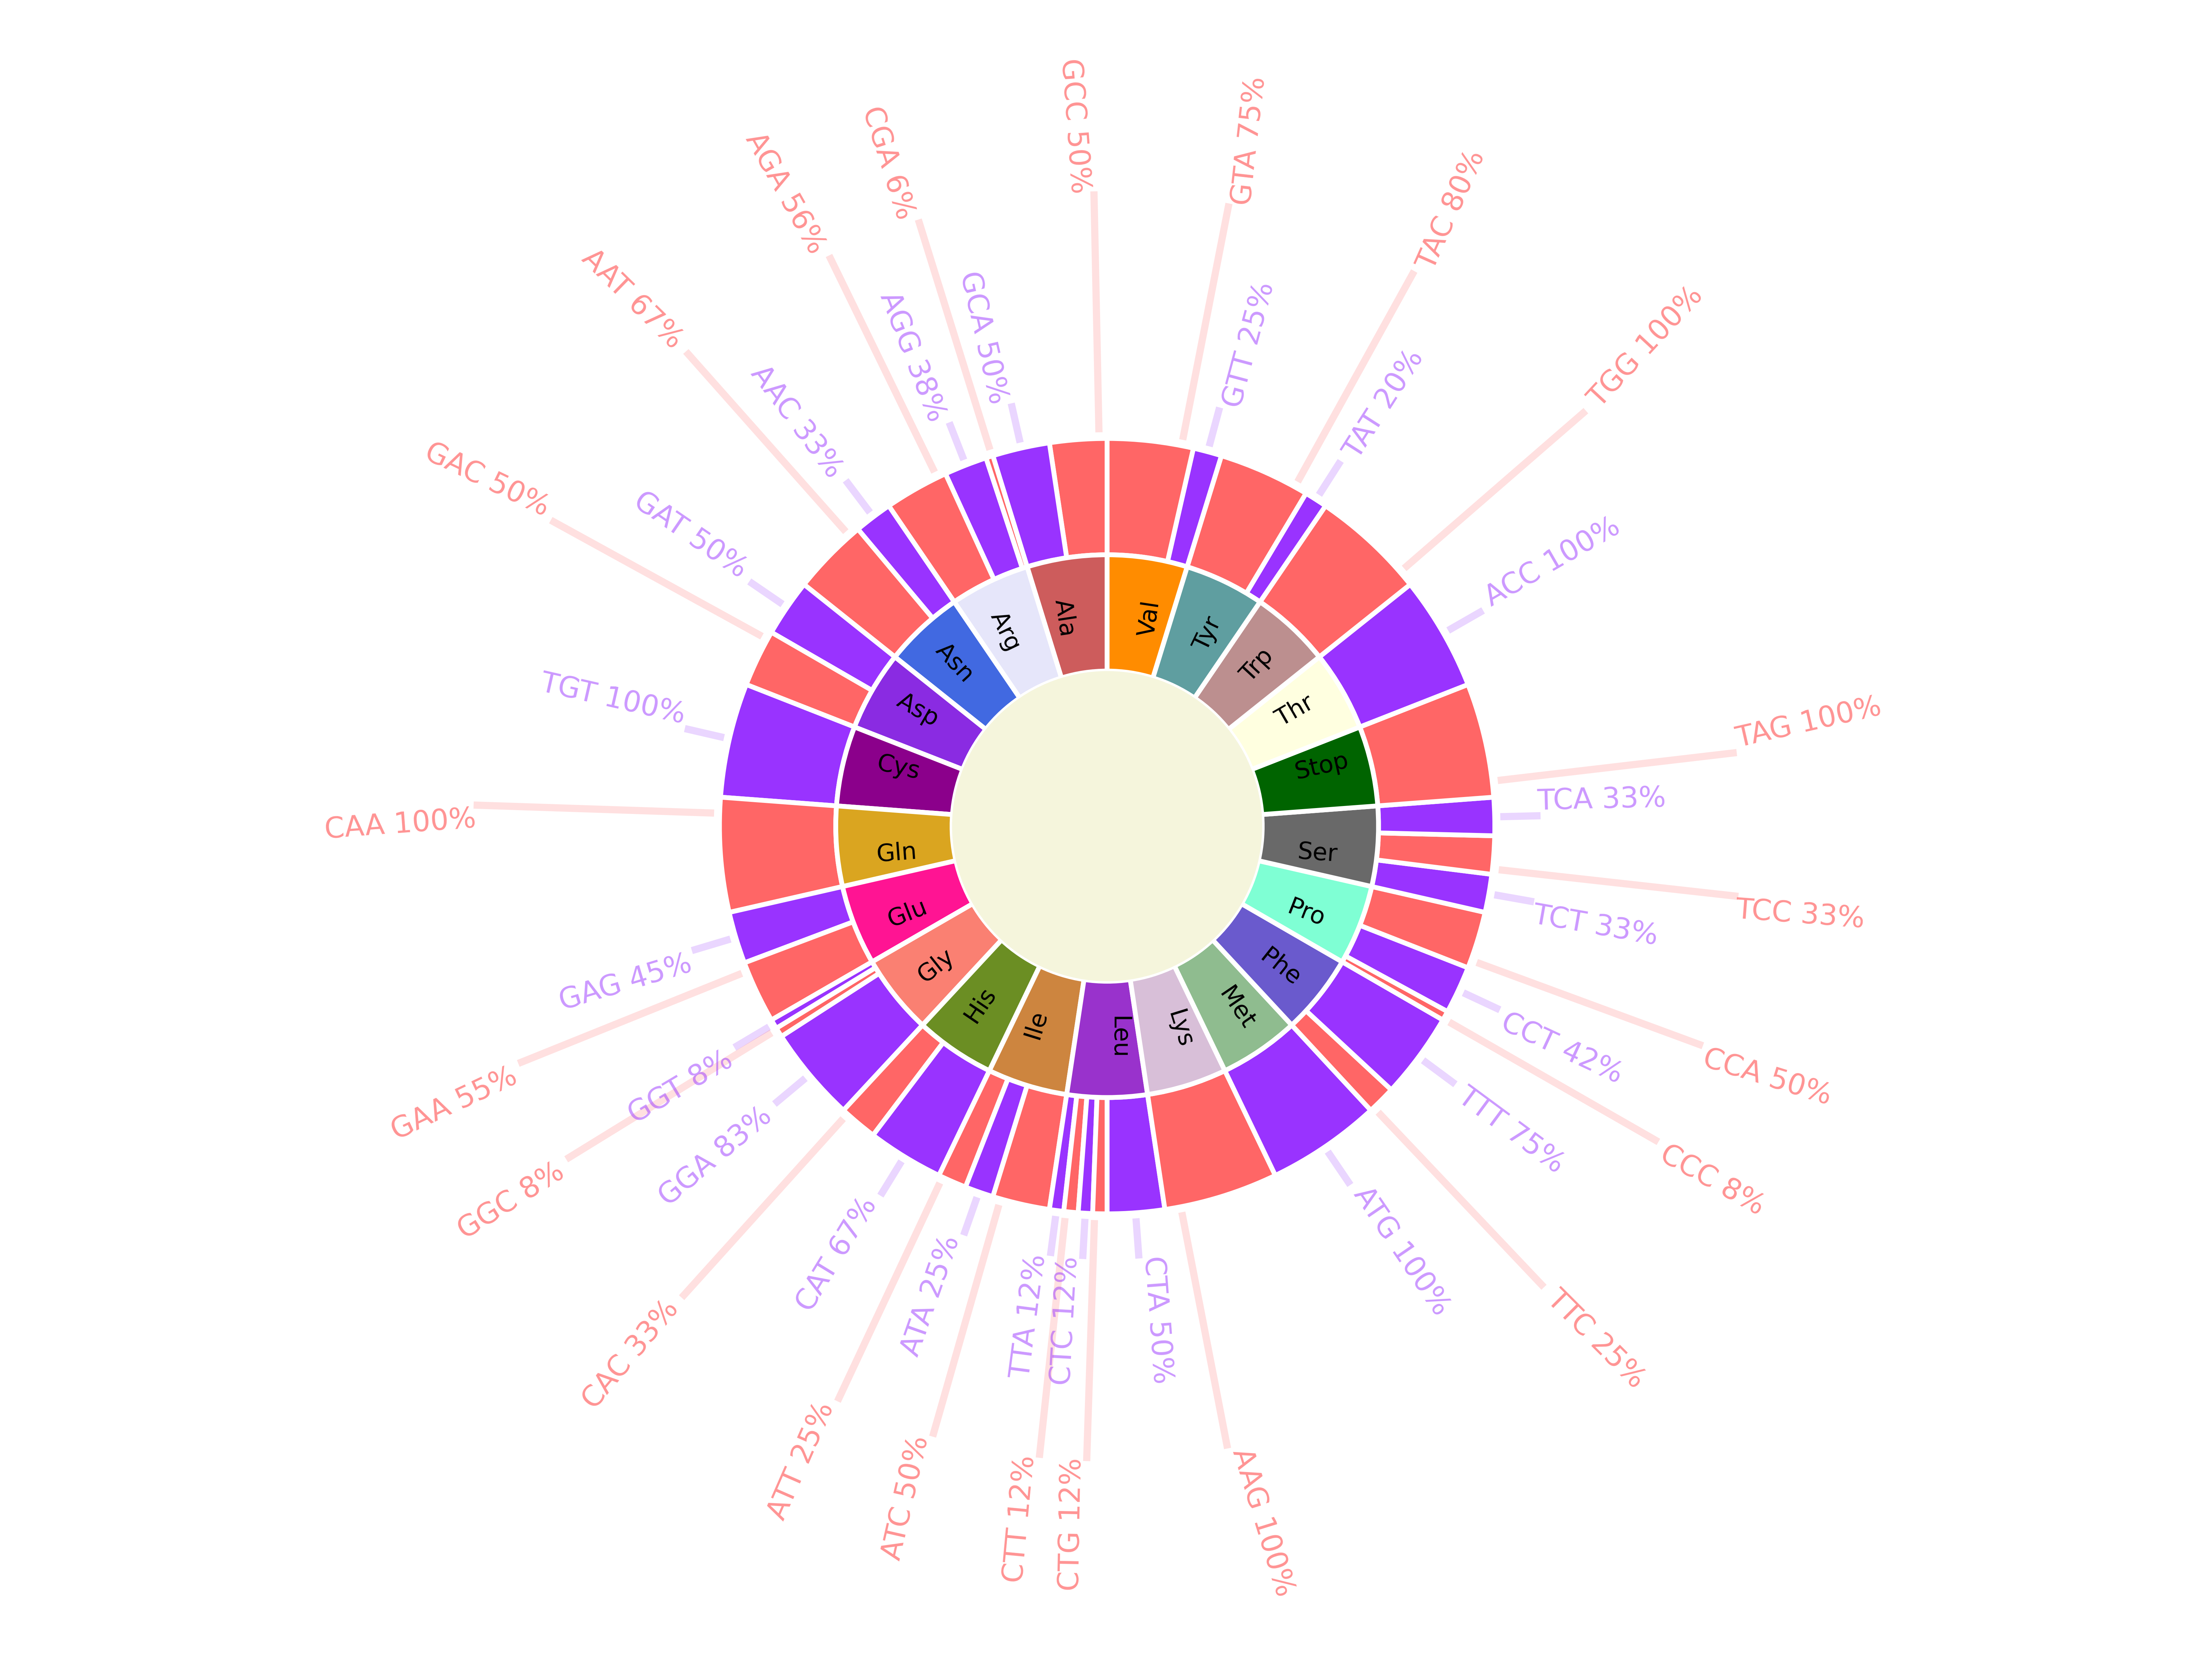 GCC 50%
GTA 75%
GTT 25%
TAC 80%
TAT 20%
TGG 100%
ACC 100%
TAG 100%
TCA 33%
TCC 33%
TCT 33%
CCA 50%
CCT 42%
CCC 8%
TTT 75%
TTC 25%
ATG 100%
AAG 100%
CTA 50%
CTG 12%
CTC 12%
CTT 12%
TTA 12%
ATC 50%
ATA 25%
ATT 25%
CAT 67%
CAC 33%
GGA 83%
GGC 8%
GGT 8%
GAA 55%
GAG 45%
CAA 100%
TGT 100%
GAC 50%
GAT 50%
AAT 67%
AAC 33%
AGA 56%
AGG 38%
CGA 6%
GCA 50%
Val
Tyr
Trp
Thr
Stop
Ser
Pro
Phe
Met
Lys
Leu
Ile
His
Gly
Glu
Gln
Cys
Asp
Asn
Arg
Ala